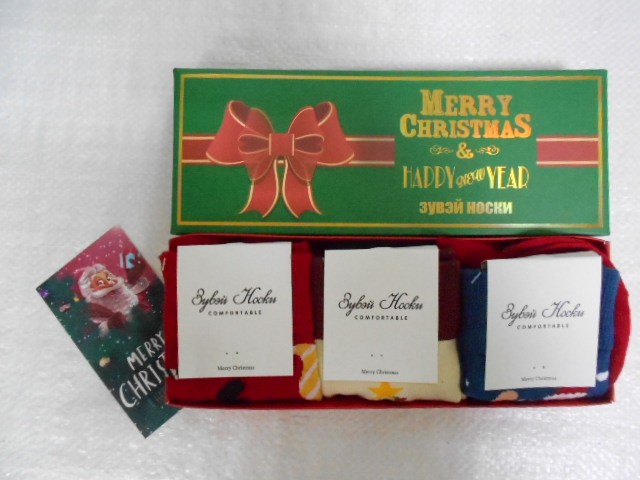 MERRY
CHRISTMAS
&
HAPPY NEW YEAR
ЗУВЭЙ НОСКИ
Зувэй Носки
COMFORTABLE
Merry Christmas
Зувэй Носки
COMFORTABLE
Merry Christmas
Зувэй Носки
COMFORTABLE
Merry Christmas
MERRY
CHRIST